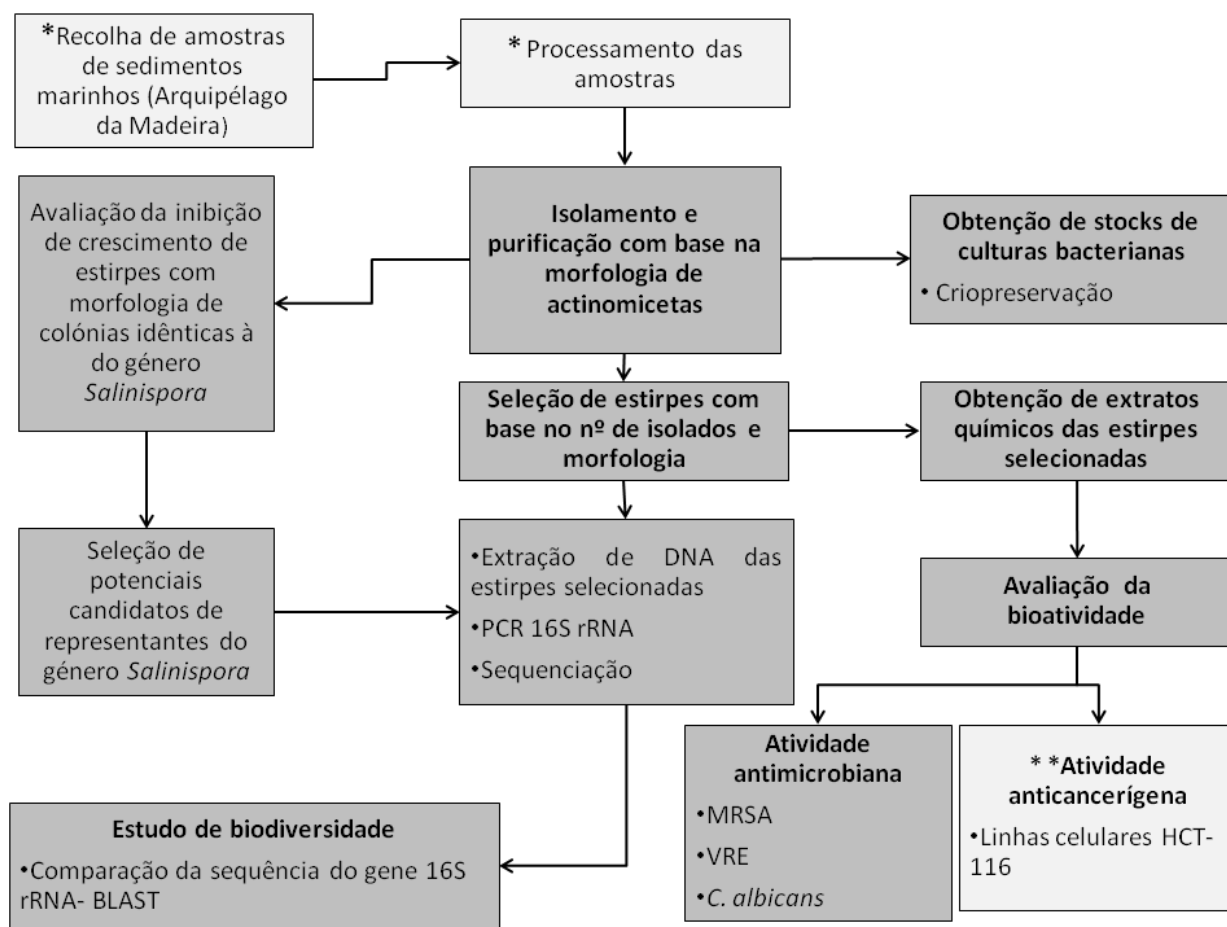 *Recolha de amostras
de sedimentos
marinhos (Arquipélago
da Madeira)
* Processamento das
amostras
Avaliação da inibição
de crescimento de
estirpes com
morfologia de
colónias idênticas à
do género
Salinispora
Isolamento e
purificação com base na
morfologia de
actinomicetas
Obtenção de stocks de
culturas bacterianas
• Criopreservação
Seleção de estirpes com
base no nº de isolados e
morfologia
Obtenção de extratos
químicos das estirpes
selecionadas
Seleção de
potenciais
candidatos de
representantes do
género Salinispora
•Extração de DNA das
estirpes selecionadas
•PCR 16S rRNA
•Sequenciação
Avaliação da
bioatividade
Atividade
antimicrobiana
•MRSA
•VRE
•C. albicans
* *Atividade
anticancerígena
•Linhas celulares HCT-
116
Estudo de biodiversidade
•Comparação da sequência do gene 16S
rRNA- BLAST